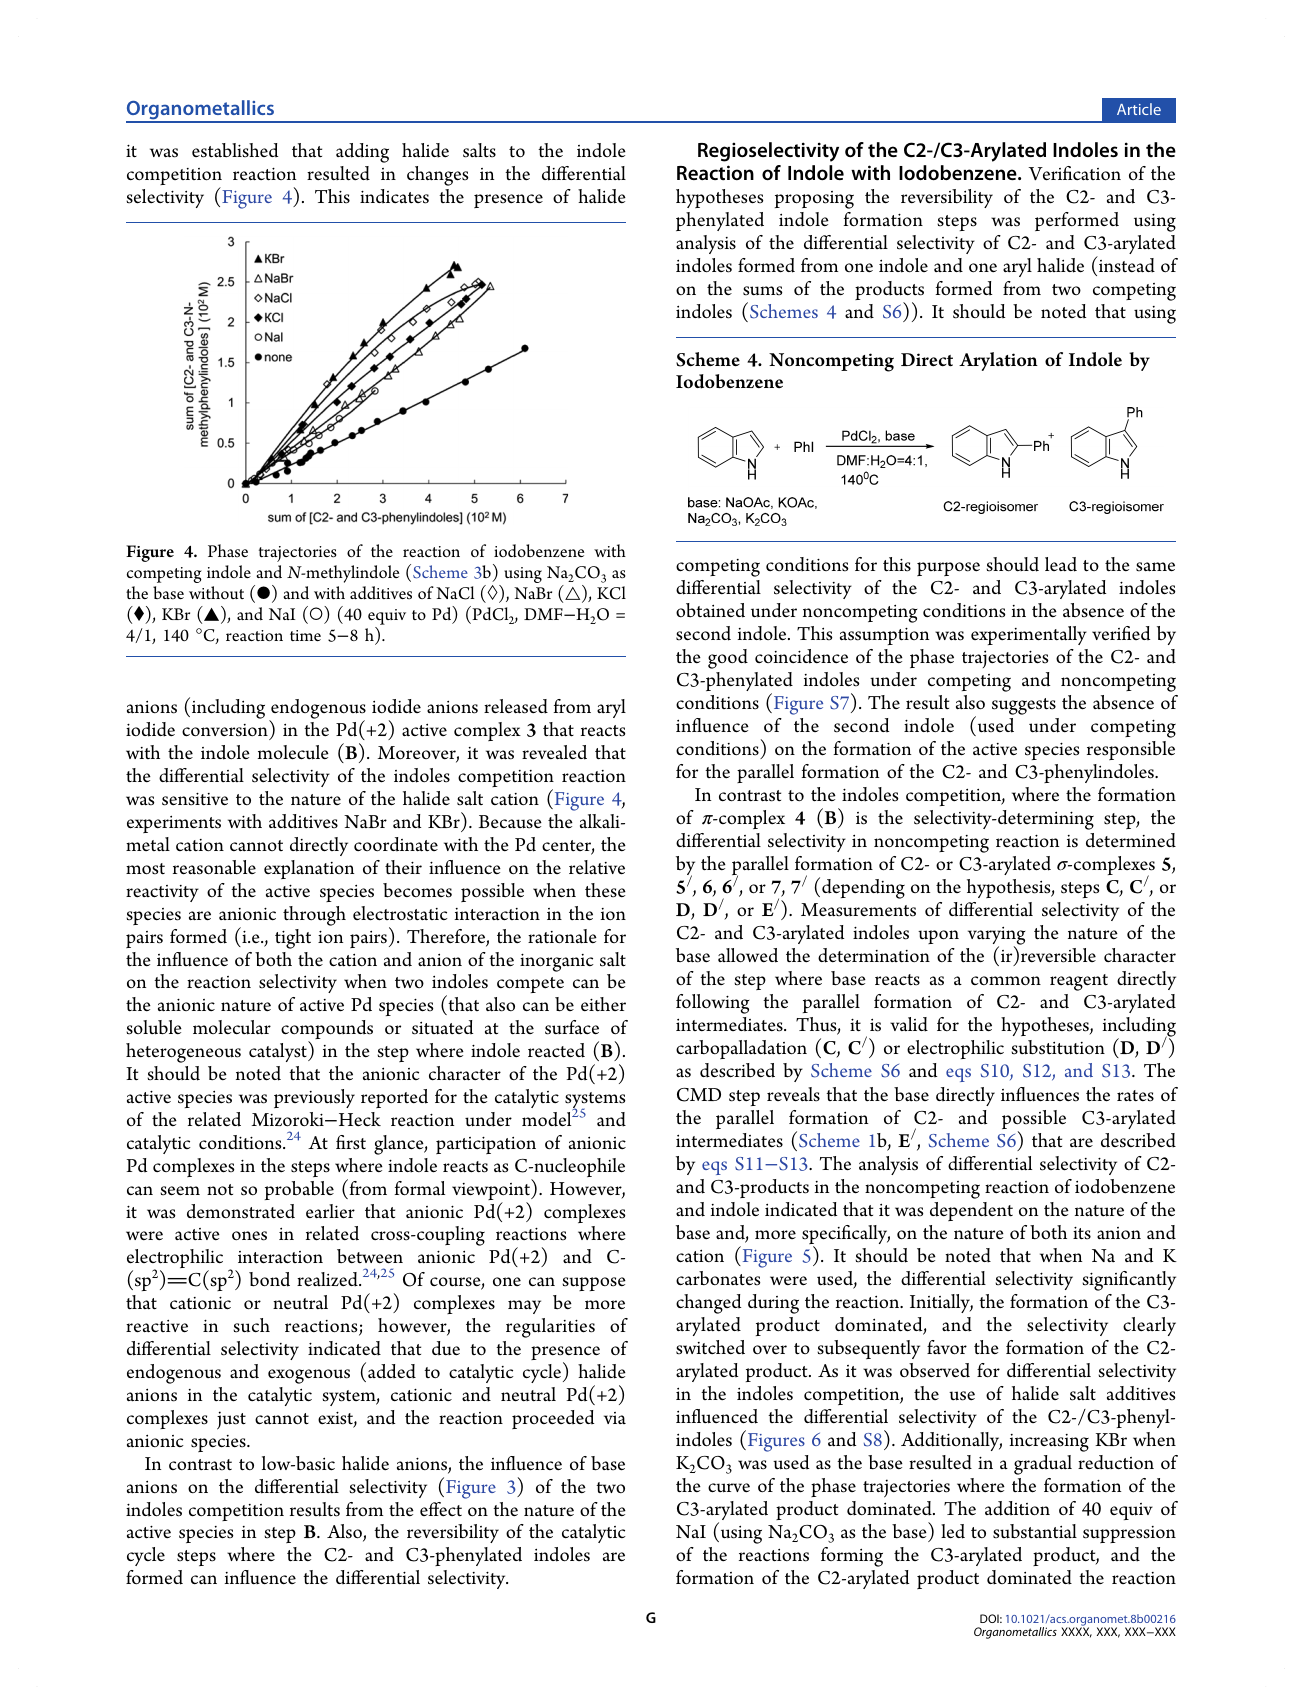 Organometallics
Article
it was established that adding halide salts to the indole
competition reaction resulted in changes in the differential
selectivity (Figure 4). This indicates the presence of halide
3
2.5
2
1.5
1
0.5
0
0 1 2 3 4 5 6 7
sum of [C2- and C3-N-
methylphenylindoles] (10² M)
▲KBr
△NaBr
◇NaCl
◆KCl
○NaI
●none
sum of [C2- and C3-phenylindoles] (10² M)
Figure 4. Phase trajectories of the reaction of iodobenzene with
competing indole and N-methylindole (Scheme 3b) using Na₂CO₃ as
the base without (●) and with additives of NaCl (◇), NaBr (△), KCl
(♦), KBr (▲), and NaI (○) (40 equiv to Pd) (PdCl₂, DMF−H₂O =
4/1, 140 °C, reaction time 5−8 h).
anions (including endogenous iodide anions released from aryl
iodide conversion) in the Pd(+2) active complex 3 that reacts
with the indole molecule (B). Moreover, it was revealed that
the differential selectivity of the indoles competition reaction
was sensitive to the nature of the halide salt cation (Figure 4,
experiments with additives NaBr and KBr). Because the alkali-
metal cation cannot directly coordinate with the Pd center, the
most reasonable explanation of their influence on the relative
reactivity of the active species becomes possible when these
species are anionic through electrostatic interaction in the ion
pairs formed (i.e., tight ion pairs). Therefore, the rationale for
the influence of both the cation and anion of the inorganic salt
on the reaction selectivity when two indoles compete can be
the anionic nature of active Pd species (that also can be either
soluble molecular compounds or situated at the surface of
heterogeneous catalyst) in the step where indole reacted (B).
It should be noted that the anionic character of the Pd(+2)
active species was previously reported for the catalytic systems
of the related Mizoroki−Heck reaction under model²⁵ and
catalytic conditions.²⁴ At first glance, participation of anionic
Pd complexes in the steps where indole reacts as C-nucleophile
can seem not so probable (from formal viewpoint). However,
it was demonstrated earlier that anionic Pd(+2) complexes
were active ones in related cross-coupling reactions where
electrophilic interaction between anionic Pd(+2) and C-
(sp²)═C(sp²) bond realized.²⁴,²⁵ Of course, one can suppose
that cationic or neutral Pd(+2) complexes may be more
reactive in such reactions; however, the regularities of
differential selectivity indicated that due to the presence of
endogenous and exogenous (added to catalytic cycle) halide
anions in the catalytic system, cationic and neutral Pd(+2)
complexes just cannot exist, and the reaction proceeded via
anionic species.
In contrast to low-basic halide anions, the influence of base
anions on the differential selectivity (Figure 3) of the two
indoles competition results from the effect on the nature of the
active species in step B. Also, the reversibility of the catalytic
cycle steps where the C2- and C3-phenylated indoles are
formed can influence the differential selectivity.
Regioselectivity of the C2-/C3-Arylated Indoles in the
Reaction of Indole with Iodobenzene. Verification of the
hypotheses proposing the reversibility of the C2- and C3-
phenylated indole formation steps was performed using
analysis of the differential selectivity of C2- and C3-arylated
indoles formed from one indole and one aryl halide (instead of
on the sums of the products formed from two competing
indoles (Schemes 4 and S6)). It should be noted that using
Scheme 4. Noncompeting Direct Arylation of Indole by
Iodobenzene
N
H
+ PhI
PdCl₂, base
DMF:H₂O=4:1,
140⁰C
N
H
Ph
+
Ph
N
H
base: NaOAc, KOAc,
Na₂CO₃, K₂CO₃
C2-regioisomer
C3-regioisomer
competing conditions for this purpose should lead to the same
differential selectivity of the C2- and C3-arylated indoles
obtained under noncompeting conditions in the absence of the
second indole. This assumption was experimentally verified by
the good coincidence of the phase trajectories of the C2- and
C3-phenylated indoles under competing and noncompeting
conditions (Figure S7). The result also suggests the absence of
influence of the second indole (used under competing
conditions) on the formation of the active species responsible
for the parallel formation of the C2- and C3-phenylindoles.
In contrast to the indoles competition, where the formation
of π-complex 4 (B) is the selectivity-determining step, the
differential selectivity in noncompeting reaction is determined
by the parallel formation of C2- or C3-arylated σ-complexes 5,
5′, 6, 6′, or 7, 7′ (depending on the hypothesis, steps C, C′, or
D, D′, or E′). Measurements of differential selectivity of the
C2- and C3-arylated indoles upon varying the nature of the
base allowed the determination of the (ir)reversible character
of the step where base reacts as a common reagent directly
following the parallel formation of C2- and C3-arylated
intermediates. Thus, it is valid for the hypotheses, including
carbopalladation (C, C′) or electrophilic substitution (D, D′)
as described by Scheme S6 and eqs S10, S12, and S13. The
CMD step reveals that the base directly influences the rates of
the parallel formation of C2- and possible C3-arylated
intermediates (Scheme 1b, E′, Scheme S6) that are described
by eqs S11−S13. The analysis of differential selectivity of C2-
and C3-products in the noncompeting reaction of iodobenzene
and indole indicated that it was dependent on the nature of the
base and, more specifically, on the nature of both its anion and
cation (Figure 5). It should be noted that when Na and K
carbonates were used, the differential selectivity significantly
changed during the reaction. Initially, the formation of the C3-
arylated product dominated, and the selectivity clearly
switched over to subsequently favor the formation of the C2-
arylated product. As it was observed for differential selectivity
in the indoles competition, the use of halide salt additives
influenced the differential selectivity of the C2-/C3-phenyl-
indoles (Figures 6 and S8). Additionally, increasing KBr when
K₂CO₃ was used as the base resulted in a gradual reduction of
the curve of the phase trajectories where the formation of the
C3-arylated product dominated. The addition of 40 equiv of
NaI (using Na₂CO₃ as the base) led to substantial suppression
of the reactions forming the C3-arylated product, and the
formation of the C2-arylated product dominated the reaction
G
DOI: 10.1021/acs.organomet.8b00216
Organometallics XXXX, XXX, XXX−XXX